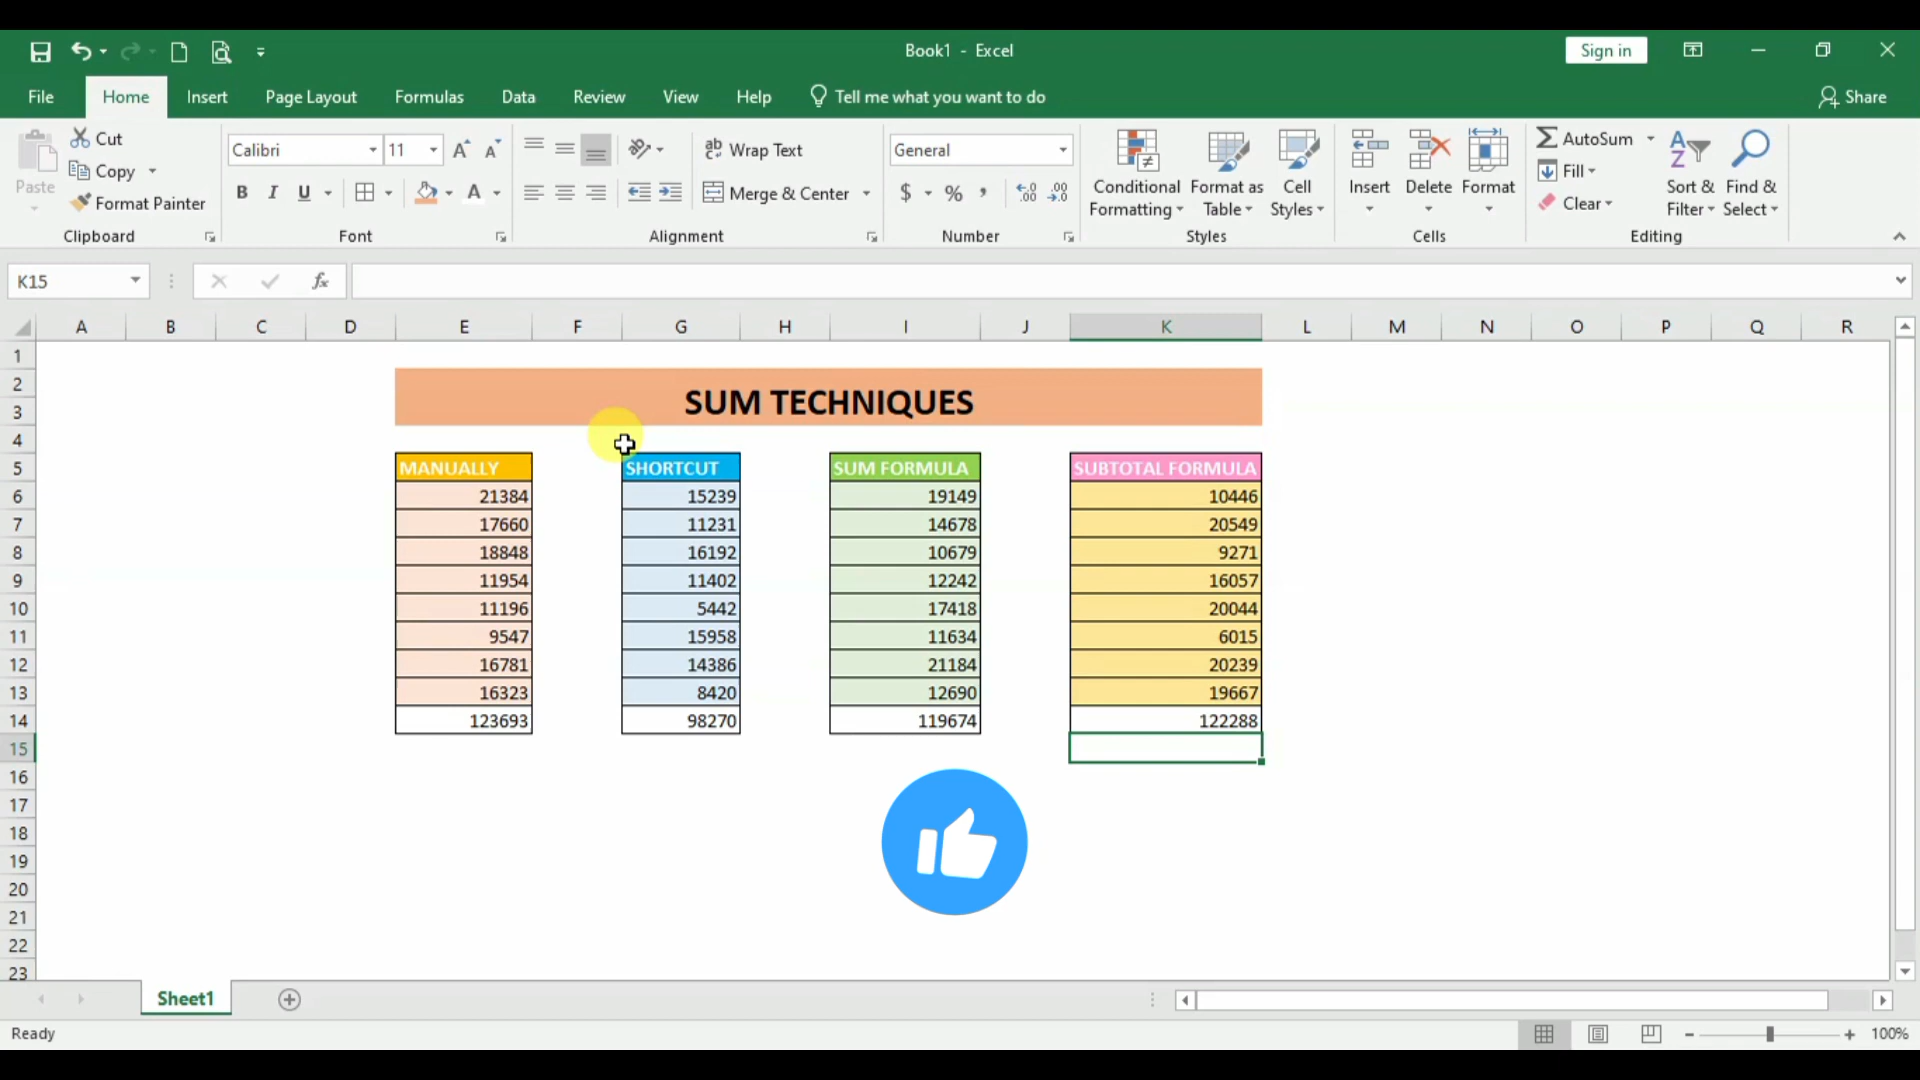 Book1 - Excel
Sign in
File Home Insert Page Layout Formulas Data Review View Help Tell me what you want to do Share
Paste
Cut
Copy
Format Painter
Clipboard
Calibri 11
B I U A
Font
Wrap Text
Merge & Center
Alignment
General
$ % ,
Number
Conditional Formatting
Format as Table
Cell Styles
Styles
Insert Delete Format
Cells
AutoSum
Fill
Clear
Sort & Filter
Find & Select
Editing
K15
fx
A B C D E F G H I J K L M N O P Q R
1
2
SUM TECHNIQUES
3
4
5 MANUALLY SHORTCUT SUM FORMULA SUBTOTAL FORMULA
6 21384 15239 19149 10446
7 17660 11231 14678 20549
8 18848 16192 10679 9271
9 11954 11402 12242 16057
10 11196 5442 17418 20044
11 9547 15958 11634 6015
12 16781 14386 21184 20239
13 16323 8420 12690 19667
14 123693 98270 119674 122288
15
16
17
18
19
20
21
22
23
Sheet1
Ready
100%